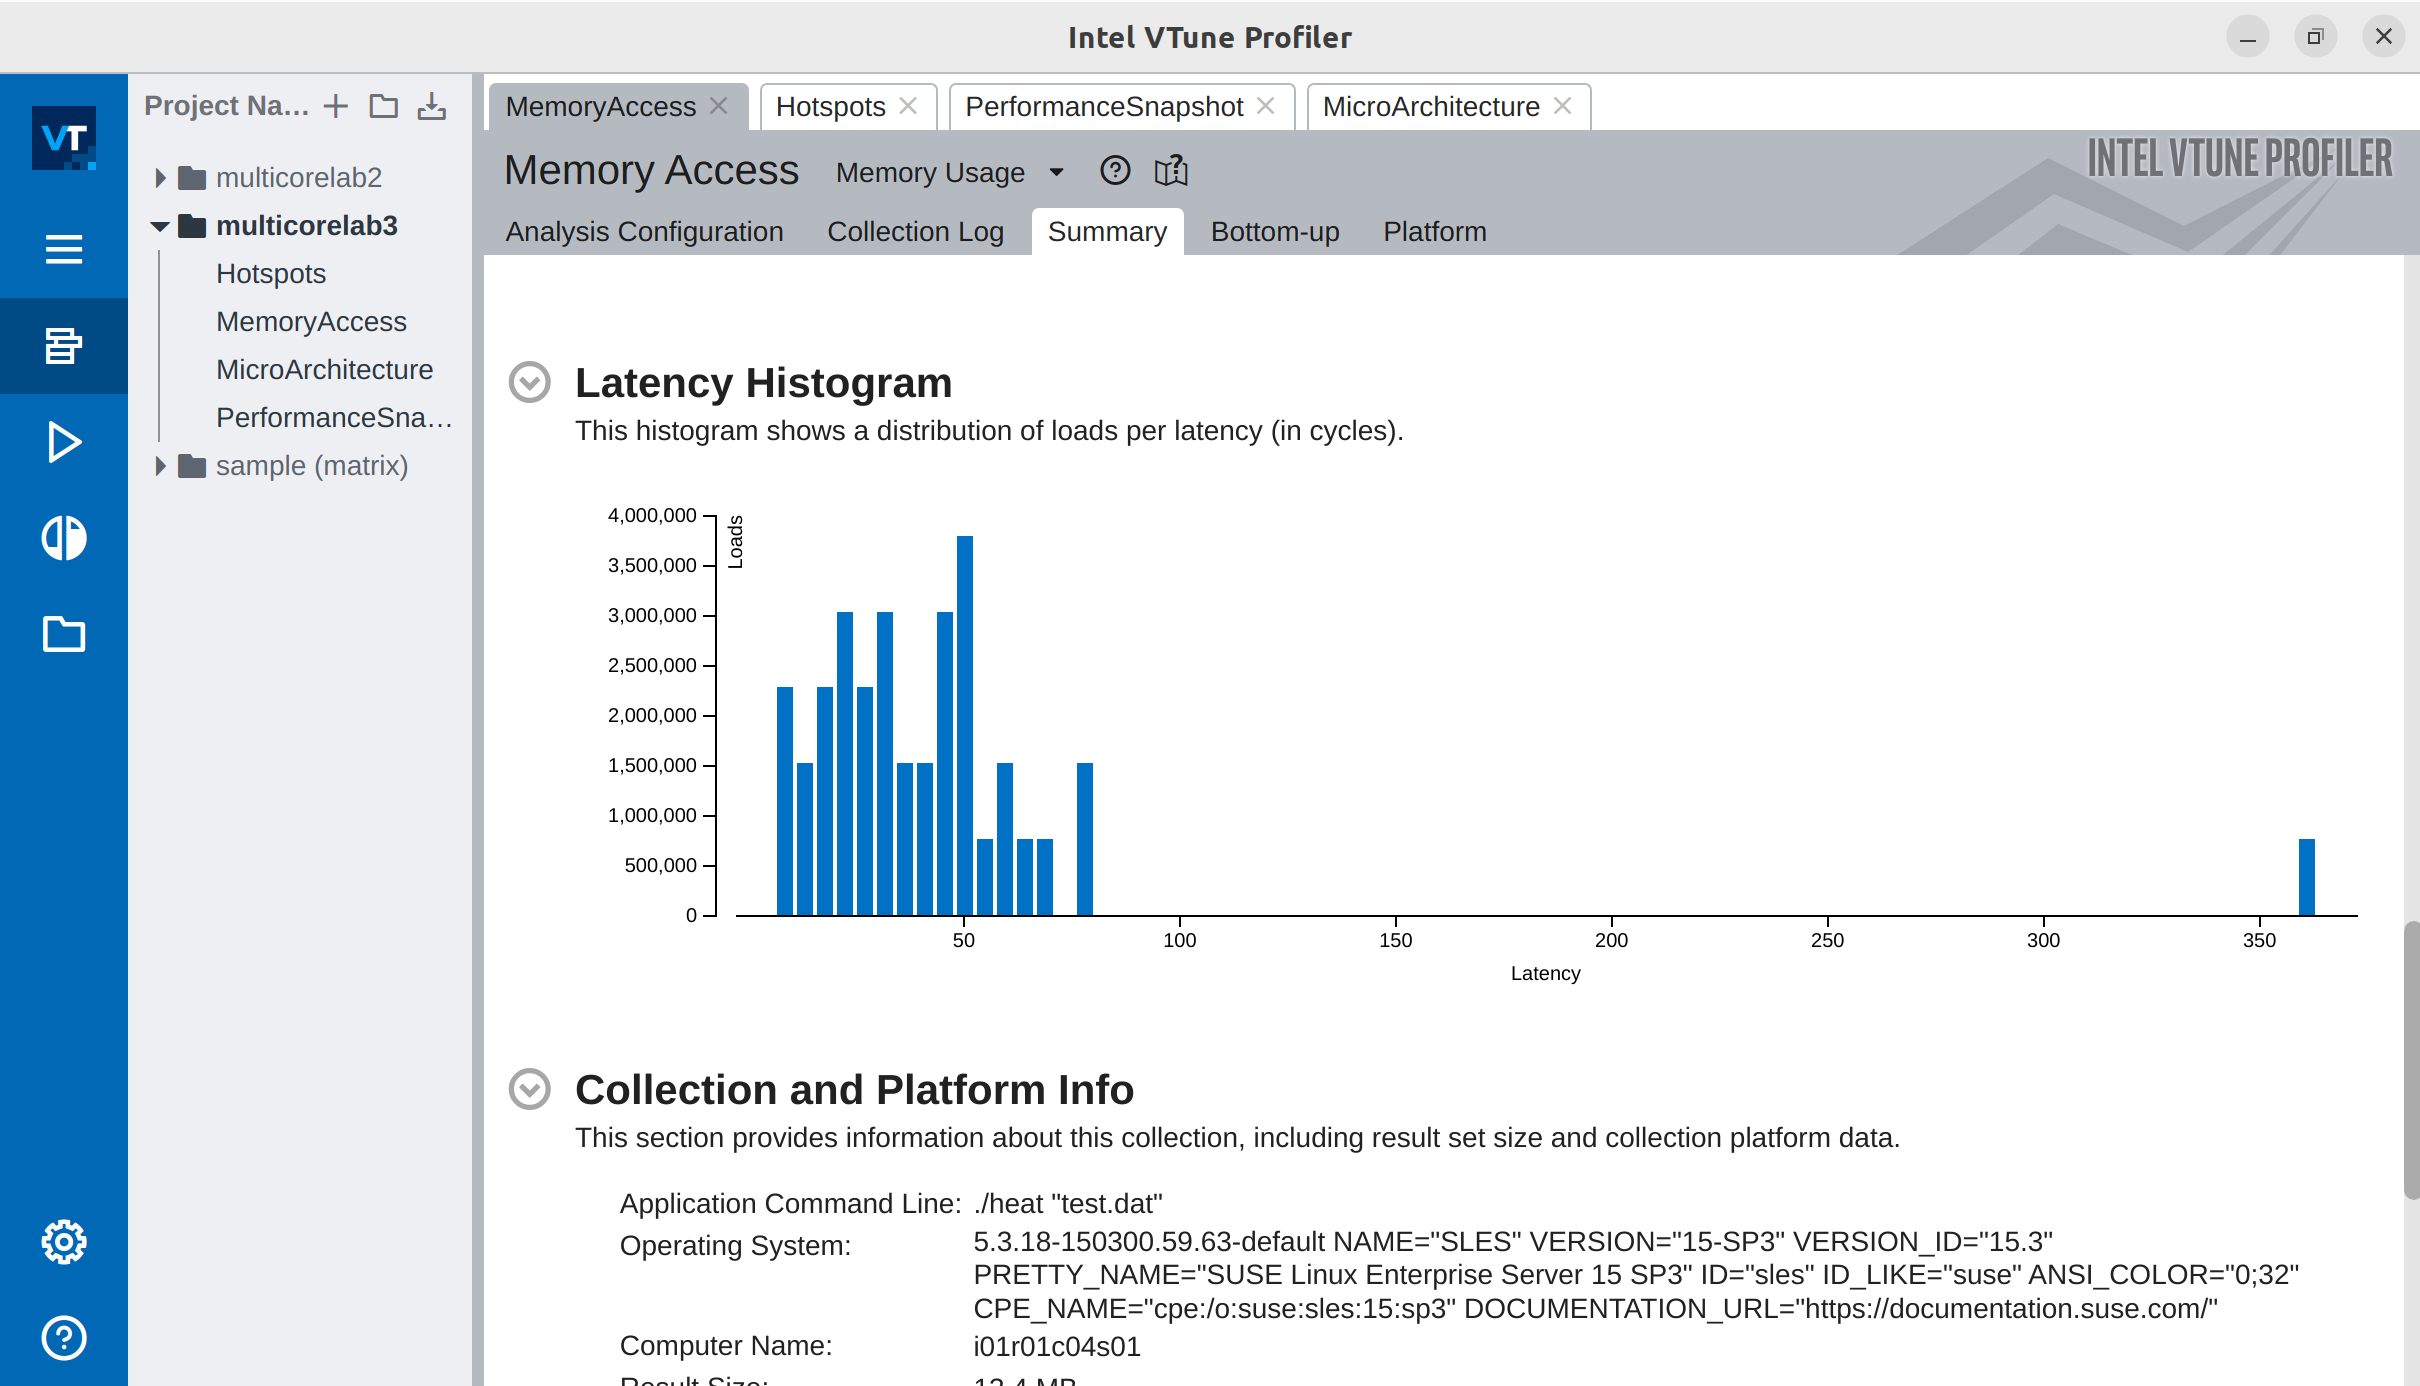 Intel VTune Profiler
Project Na...
VT
multicorelab2
multicorelab3
Hotspots
MemoryAccess
MicroArchitecture
PerformanceSna...
sample (matrix)
MemoryAccess
Hotspots
PerformanceSnapshot
MicroArchitecture
Memory Access
Memory Usage
INTEL VTUNE PROFILER
Analysis Configuration
Collection Log
Summary
Bottom-up
Platform
Latency Histogram
This histogram shows a distribution of loads per latency (in cycles).
4,000,000
3,500,000
3,000,000
2,500,000
2,000,000
1,500,000
1,000,000
500,000
0
Loads
50
100
150
200
250
300
350
Latency
Collection and Platform Info
This section provides information about this collection, including result set size and collection platform data.
Application Command Line: ./heat "test.dat"
Operating System: 5.3.18-150300.59.63-default NAME="SLES" VERSION="15-SP3" VERSION_ID="15.3"
PRETTY_NAME="SUSE Linux Enterprise Server 15 SP3" ID="sles" ID_LIKE="suse" ANSI_COLOR="0;32"
CPE_NAME="cpe:/o:suse:sles:15:sp3" DOCUMENTATION_URL="https://documentation.suse.com/"
Computer Name: i01r01c04s01
Result Size: 12.4 MB